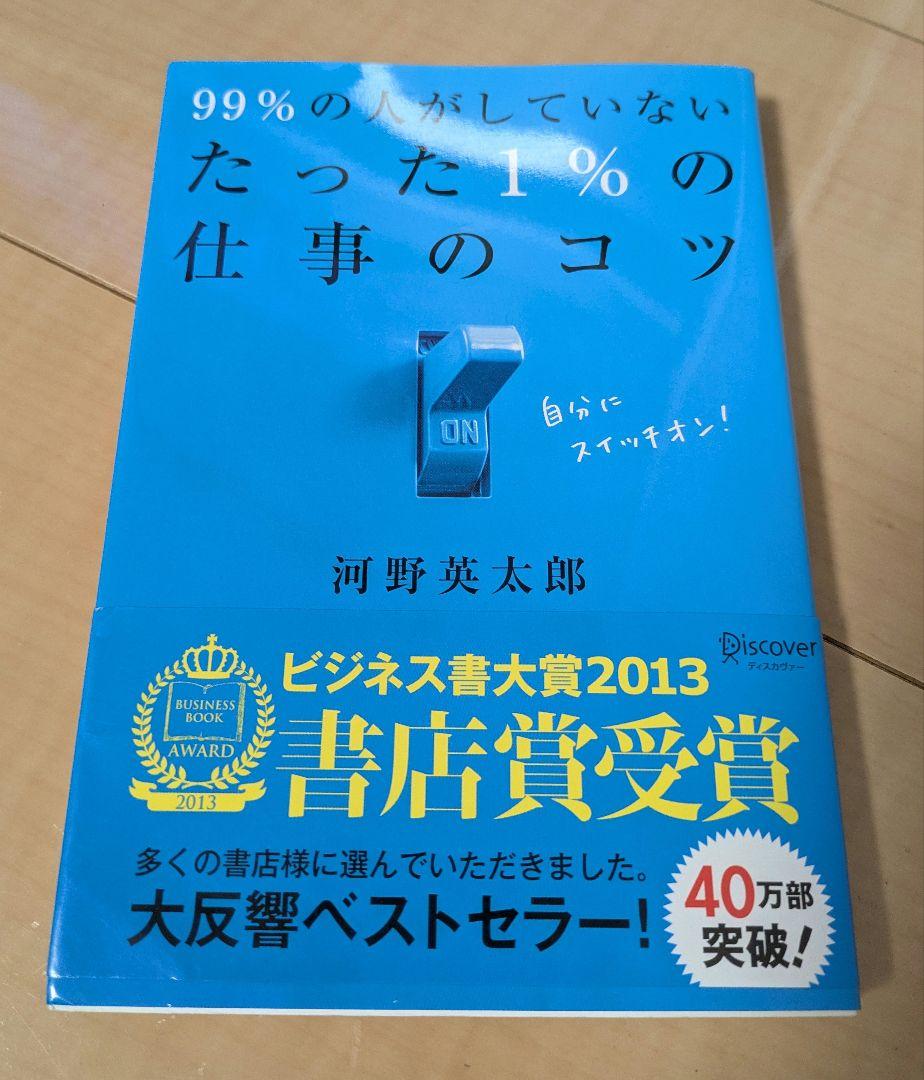 99%の人がしていない
たった1%の
仕事のコツ
ON
自分に
スイッチオン!
河野英太郎
Discover
ディスカヴァー
BUSINESS
BOOK
AWARD
2013
ビジネス書大賞2013
書店賞受賞
多くの書店様に選んでいただきました。
大反響ベストセラー!
40万部
突破!